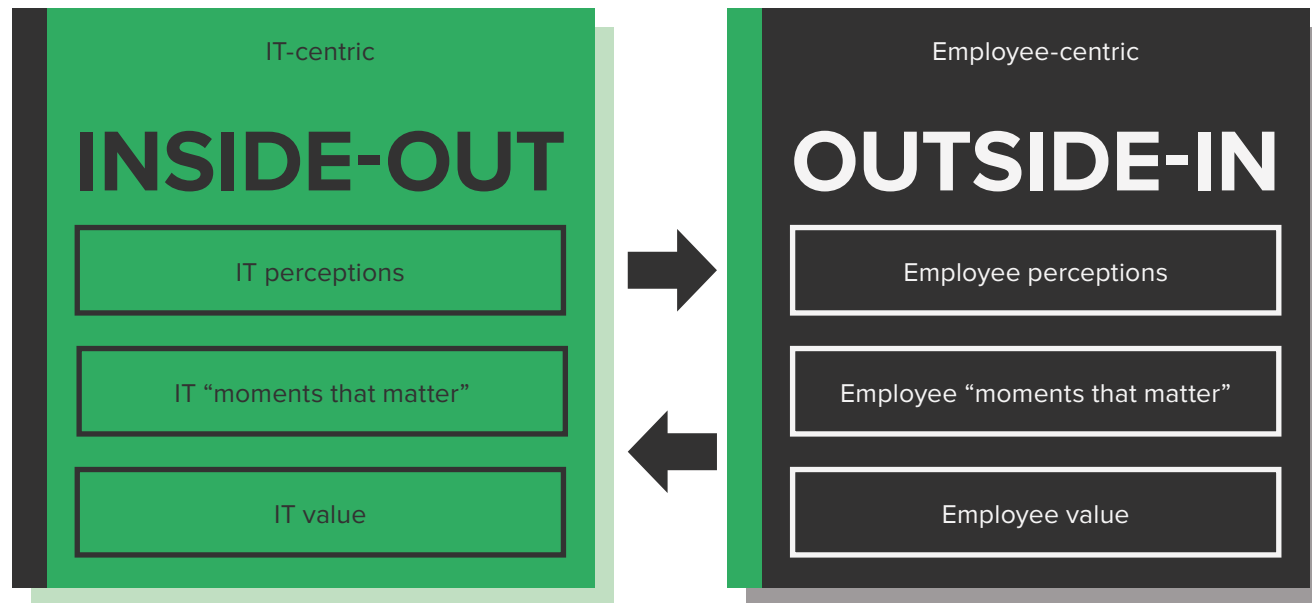 IT-centric
INSIDE-OUT
IT perceptions
IT “moments that matter”
IT value
Employee-centric
OUTSIDE-IN
Employee perceptions
Employee “moments that matter”
Employee value